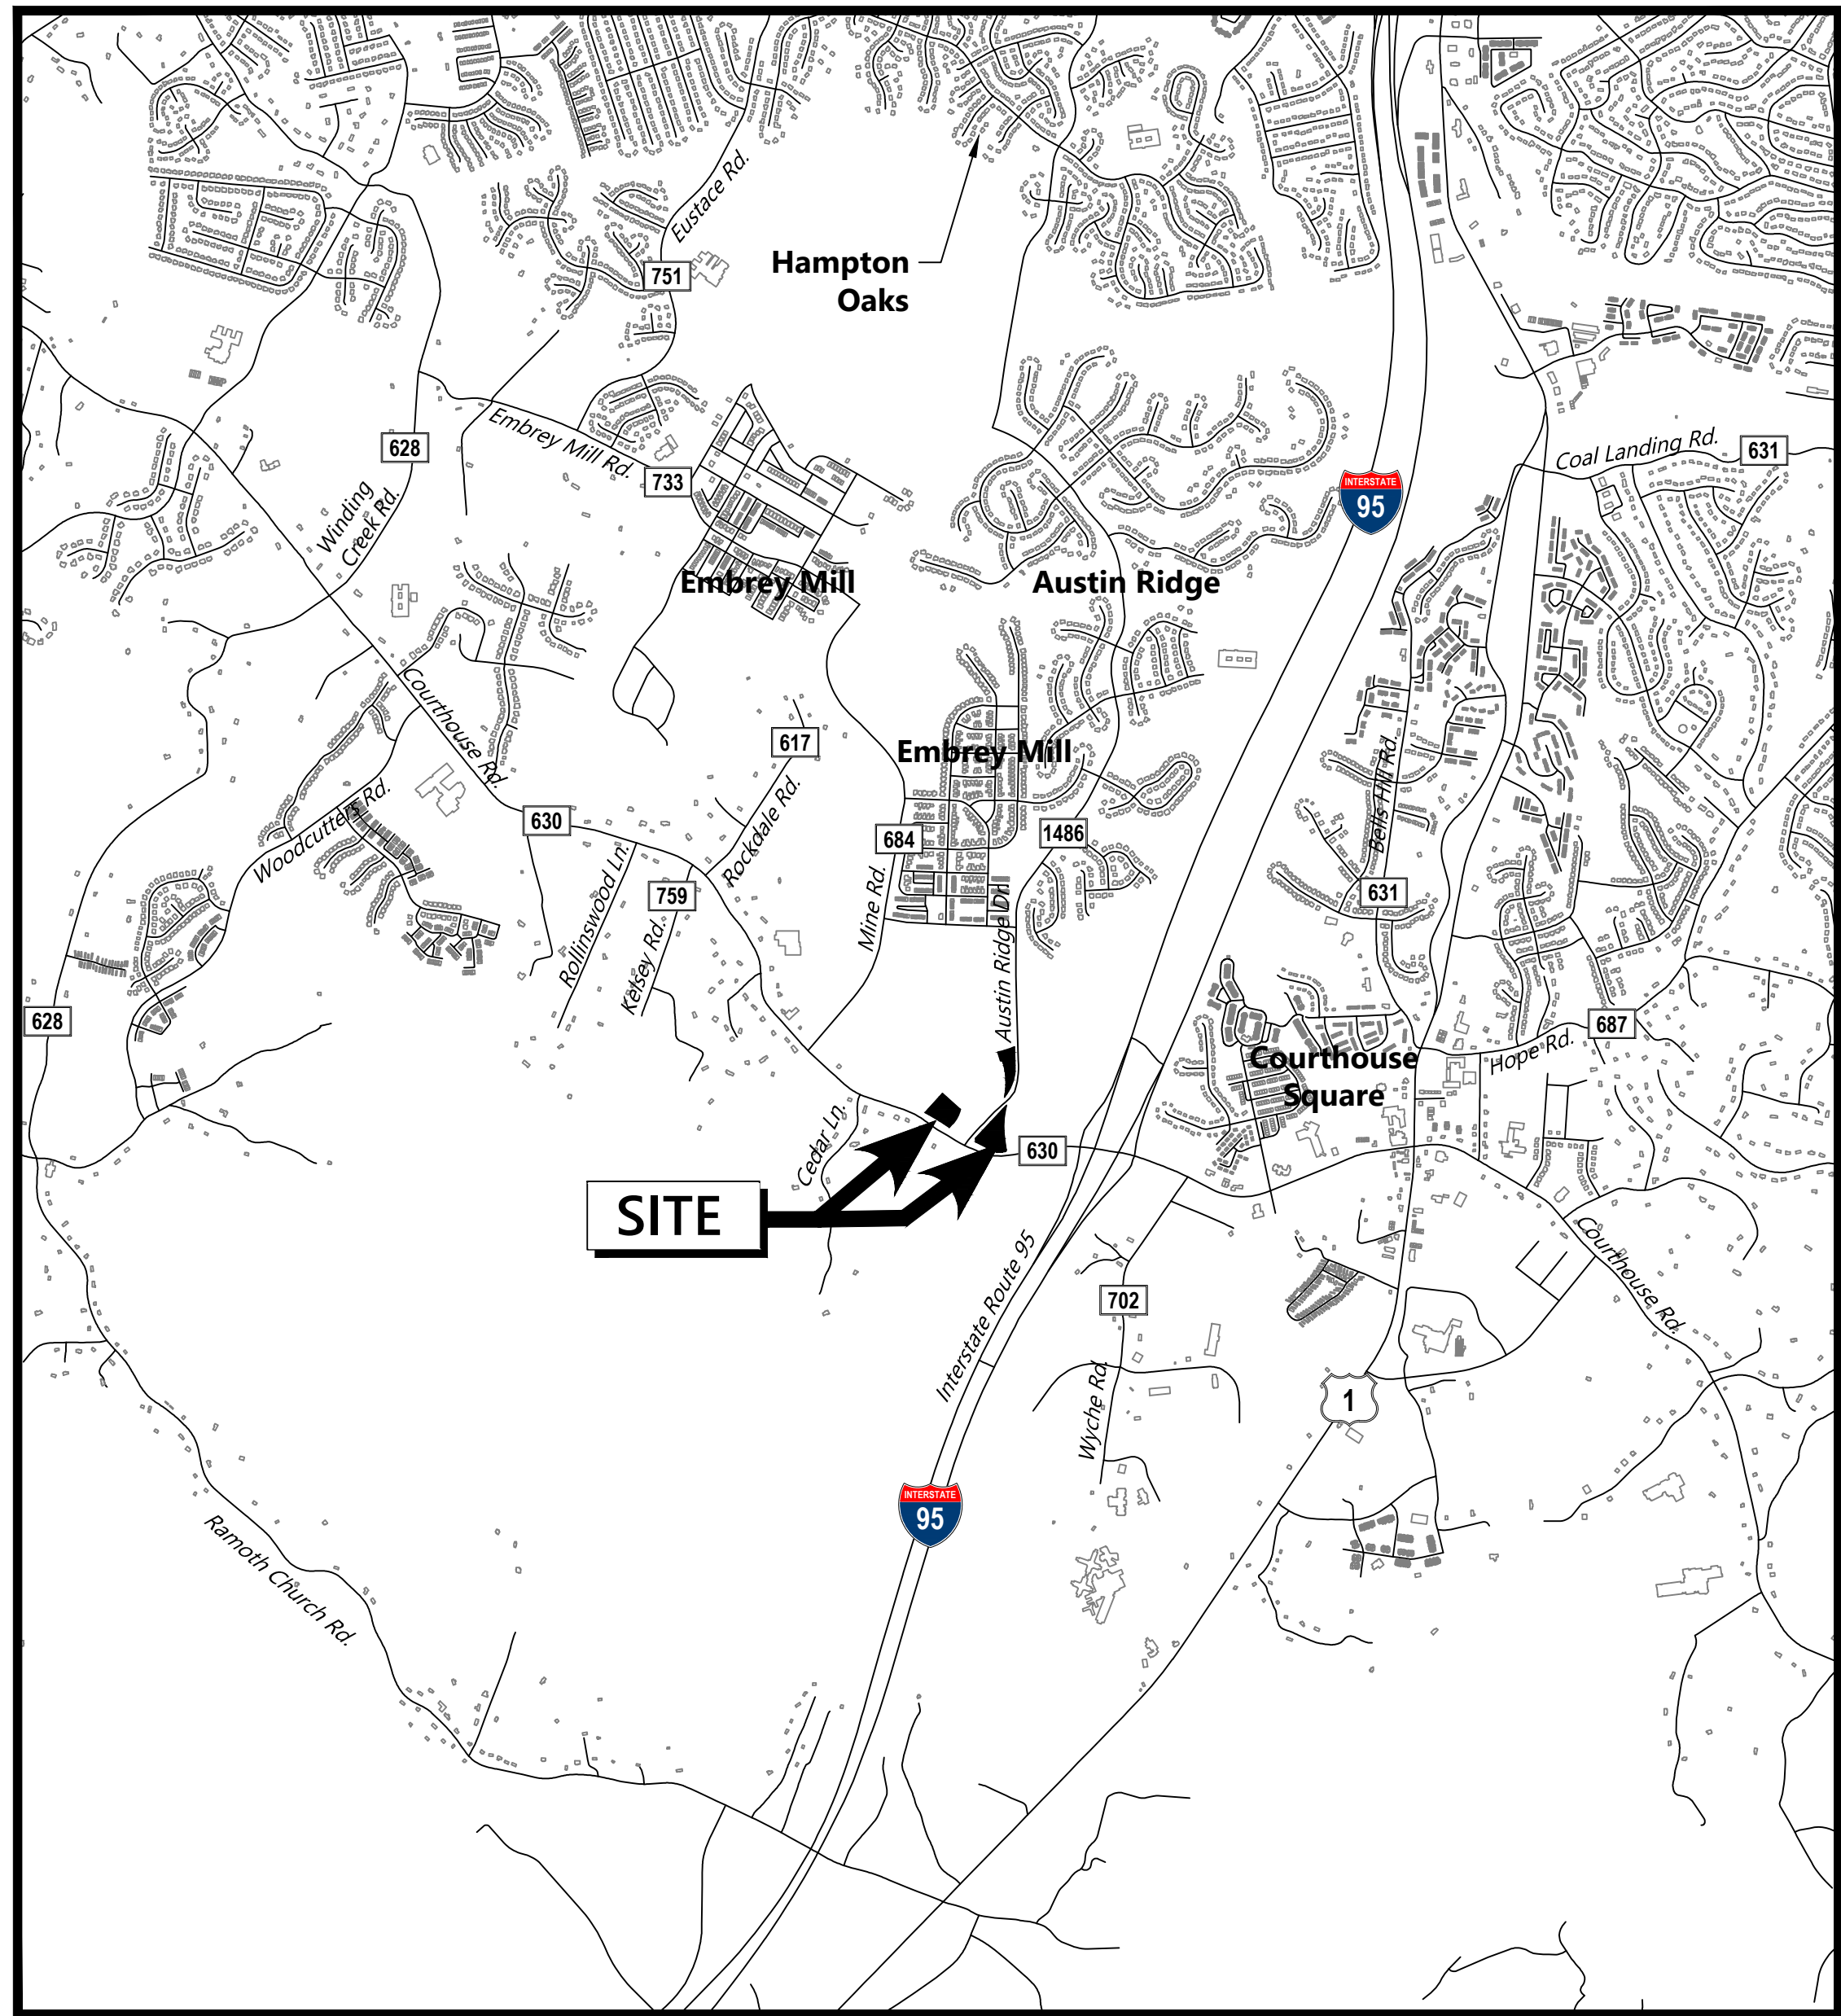 Eustace Rd.
751
Hampton
Oaks
628
Embrey Mill Rd.
733
Coal Landing Rd.
631
INTERSTATE
95
Winding
Creek Rd.
Embrey Mill
Austin Ridge
Courthouse Rd.
617
Embrey Mill
Bells Hill Rd.
Woodcutters Rd.
630
Rockdale Rd.
684
1486
Rollinswood Ln.
759
631
Mine Rd.
Kelsey Rd.
Austin Ridge Dr.
628
687
Hope Rd.
Courthouse
Square
Cedar Ln.
630
SITE
Courthouse Rd.
Interstate Route 95
702
Wyche Rd.
1
INTERSTATE
95
Ramoth Church Rd.